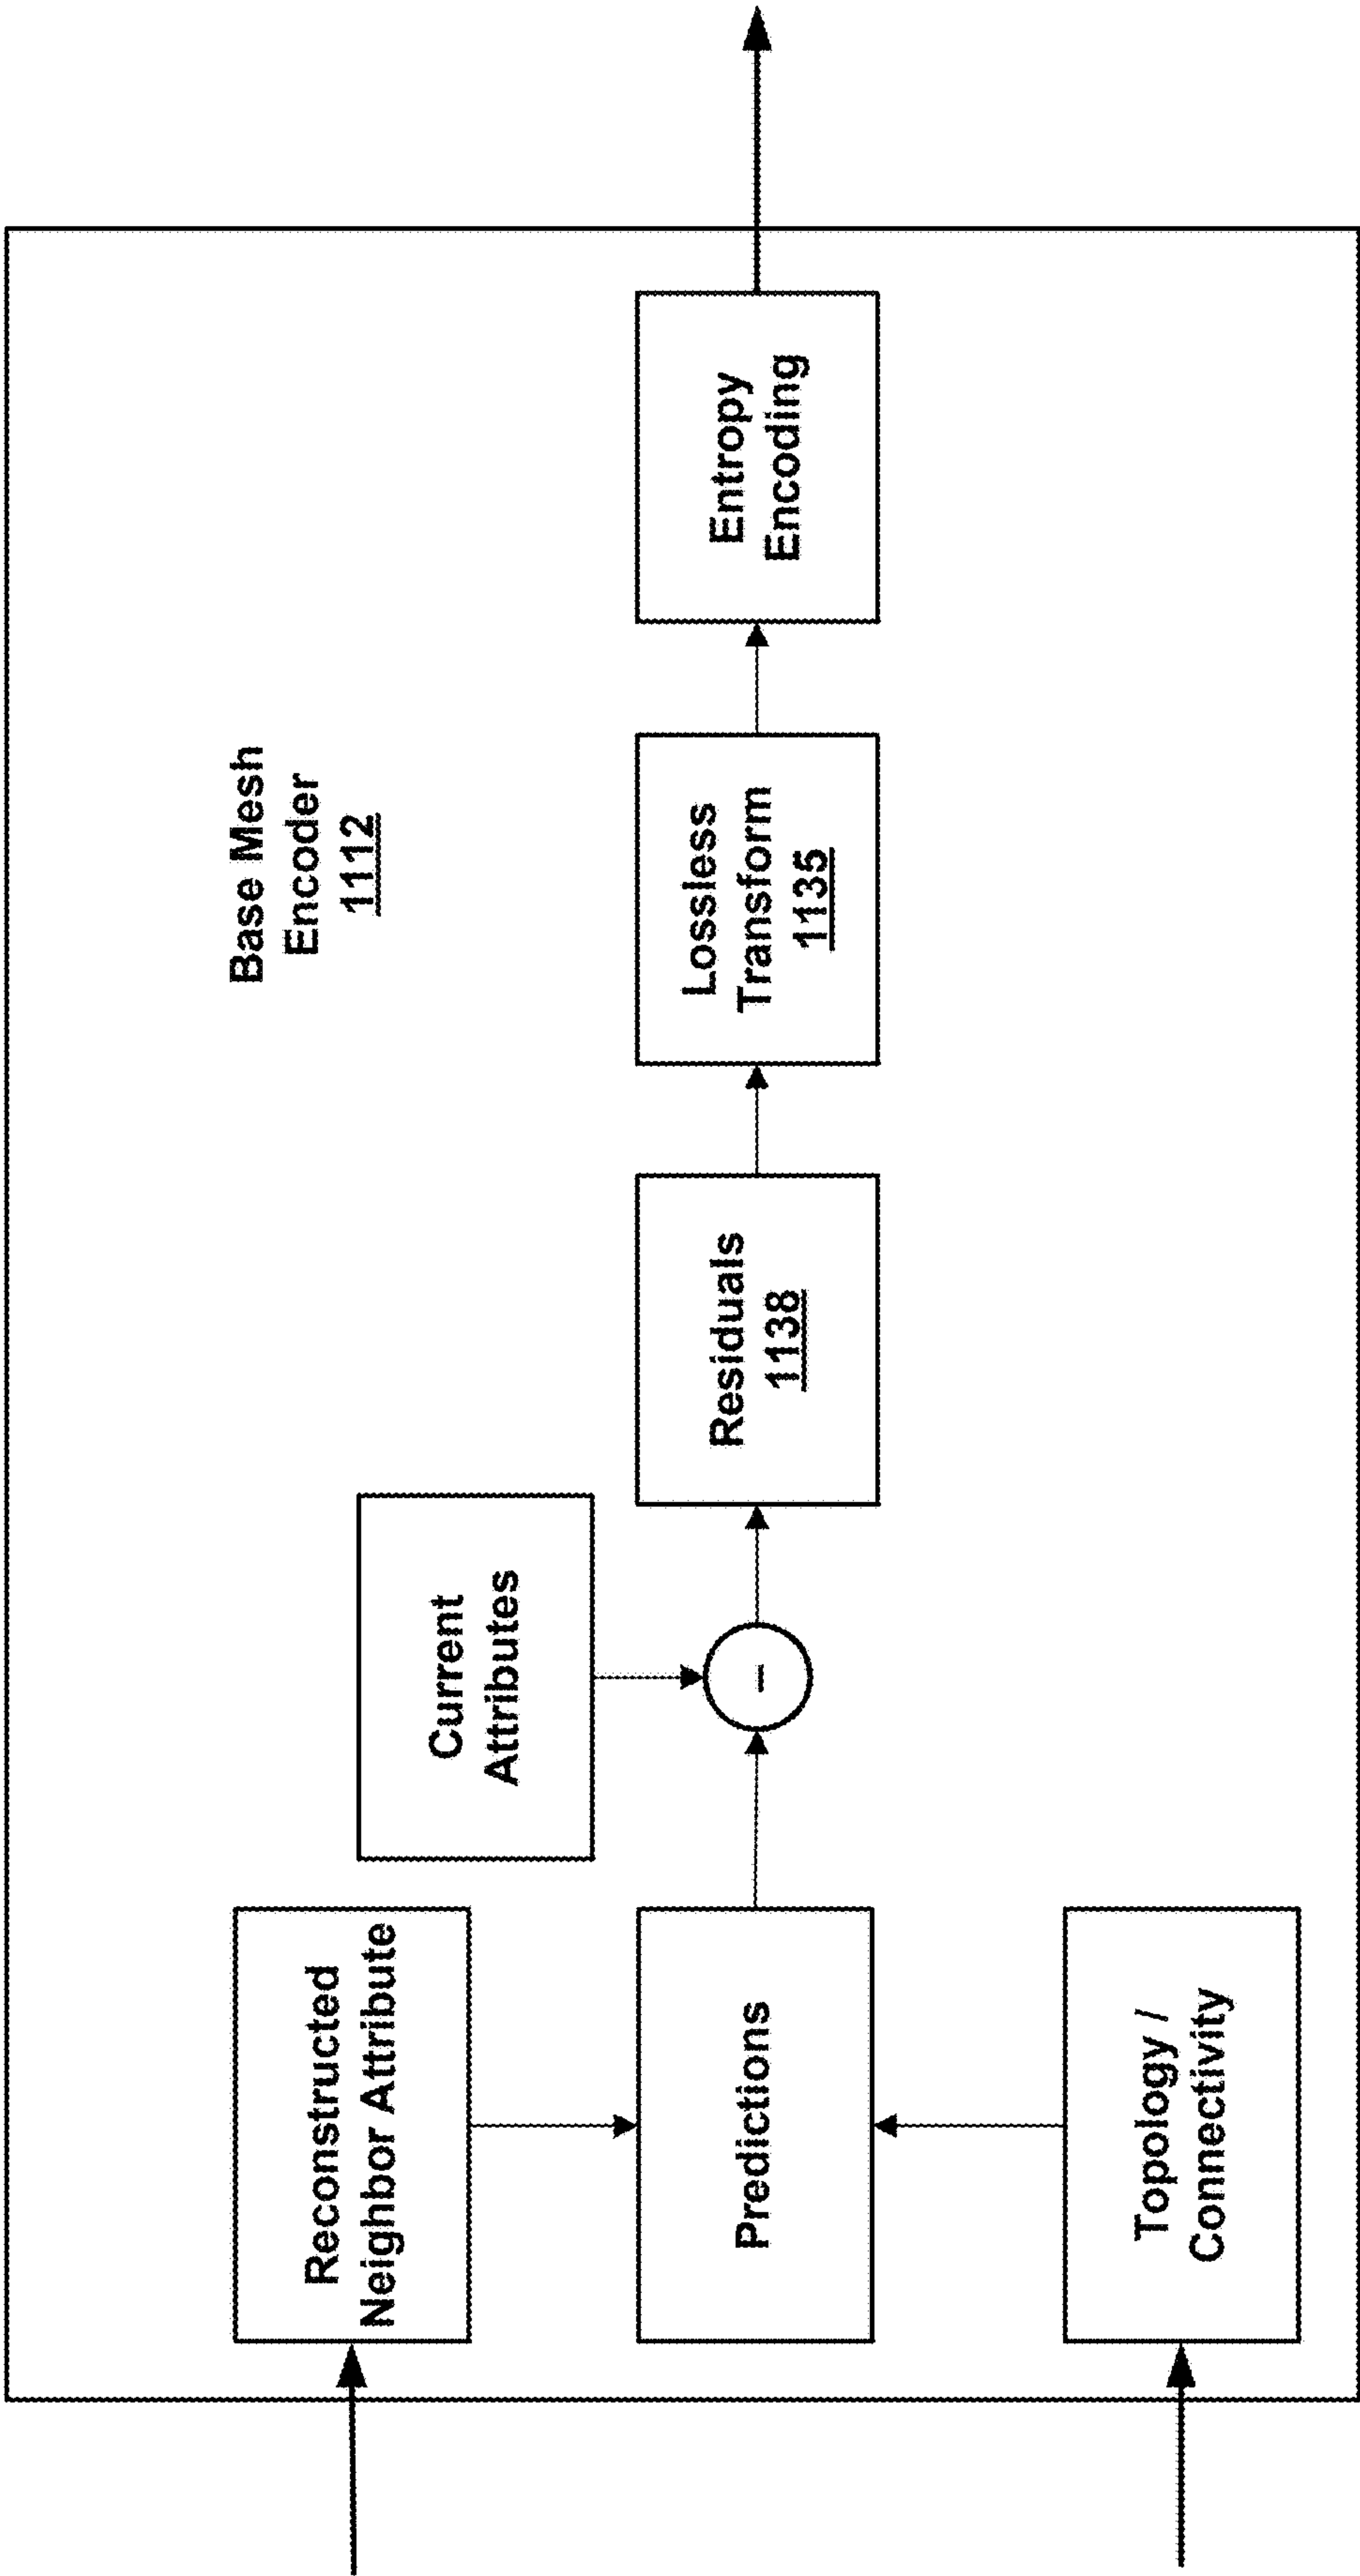 Base Mesh
Encoder
1112
Reconstructed
Neighbor Attribute
Current
Attributes
Predictions
–
Residuals
1138
Lossless
Transform
1135
Entropy
Encoding
Topology /
Connectivity